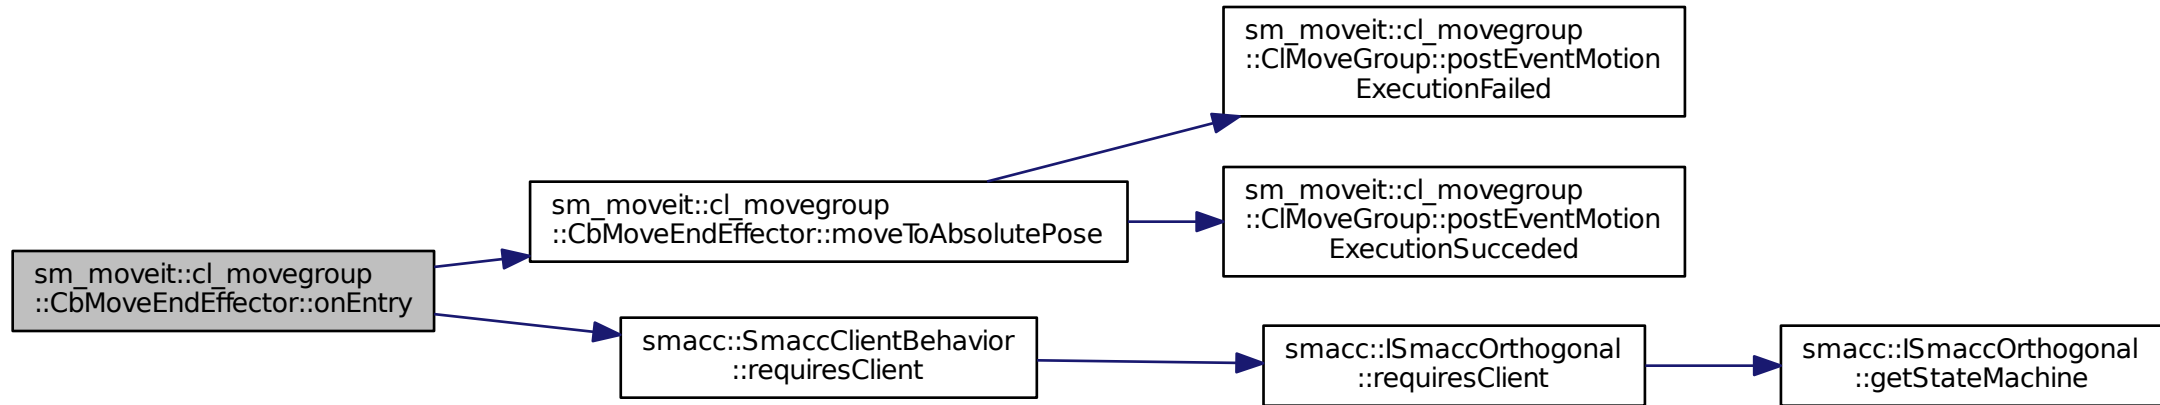 sm_moveit::cl_movegroup
::ClMoveGroup::postEventMotion
ExecutionFailed
sm_moveit::cl_movegroup
::CbMoveEndEffector::moveToAbsolutePose
sm_moveit::cl_movegroup
::ClMoveGroup::postEventMotion
ExecutionSucceded
sm_moveit::cl_movegroup
::CbMoveEndEffector::onEntry
smacc::SmaccClientBehavior
::requiresClient
smacc::ISmaccOrthogonal
::requiresClient
smacc::ISmaccOrthogonal
::getStateMachine